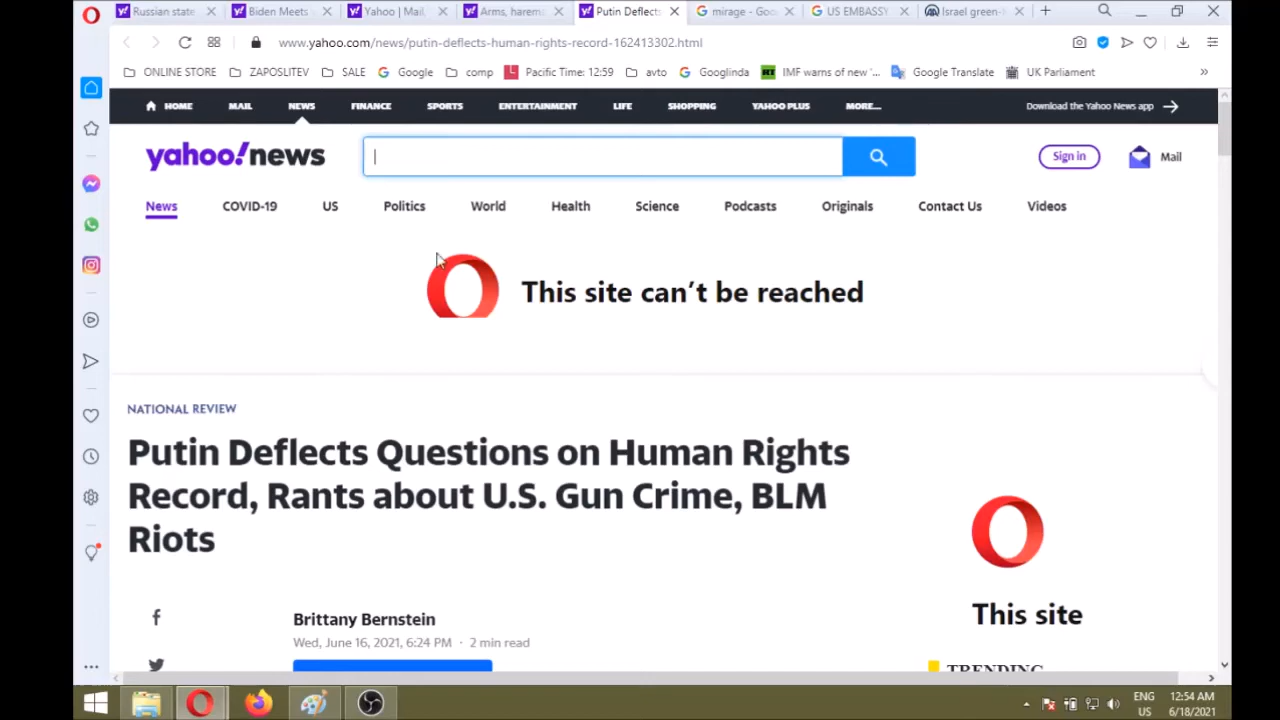 Russian state
Biden Meets
Yahoo | Mail,
Arms, harem
Putin Deflects
mirage - Goo
US EMBASSY
Israel green-
www.yahoo.com/news/putin-deflects-human-rights-record-162413302.html
ONLINE STORE
ZAPOSLITEV
SALE
Google
comp
Pacific Time: 12:59
avto
Googlinda
RT
IMF warns of new "...
Google Translate
UK Parliament
HOME
MAIL
NEWS
FINANCE
SPORTS
ENTERTAINMENT
LIFE
SHOPPING
YAHOO PLUS
MORE...
Download the Yahoo News app
yahoo!news
Sign in
Mail
News
COVID-19
US
Politics
World
Health
Science
Podcasts
Originals
Contact Us
Videos
This site can't be reached
NATIONAL REVIEW
Putin Deflects Questions on Human Rights
Record, Rants about U.S. Gun Crime, BLM
Riots
Brittany Bernstein
Wed, June 16, 2021, 6:24 PM · 2 min read
This site
TRENDING
ENG
US
12:54 AM
6/18/2021